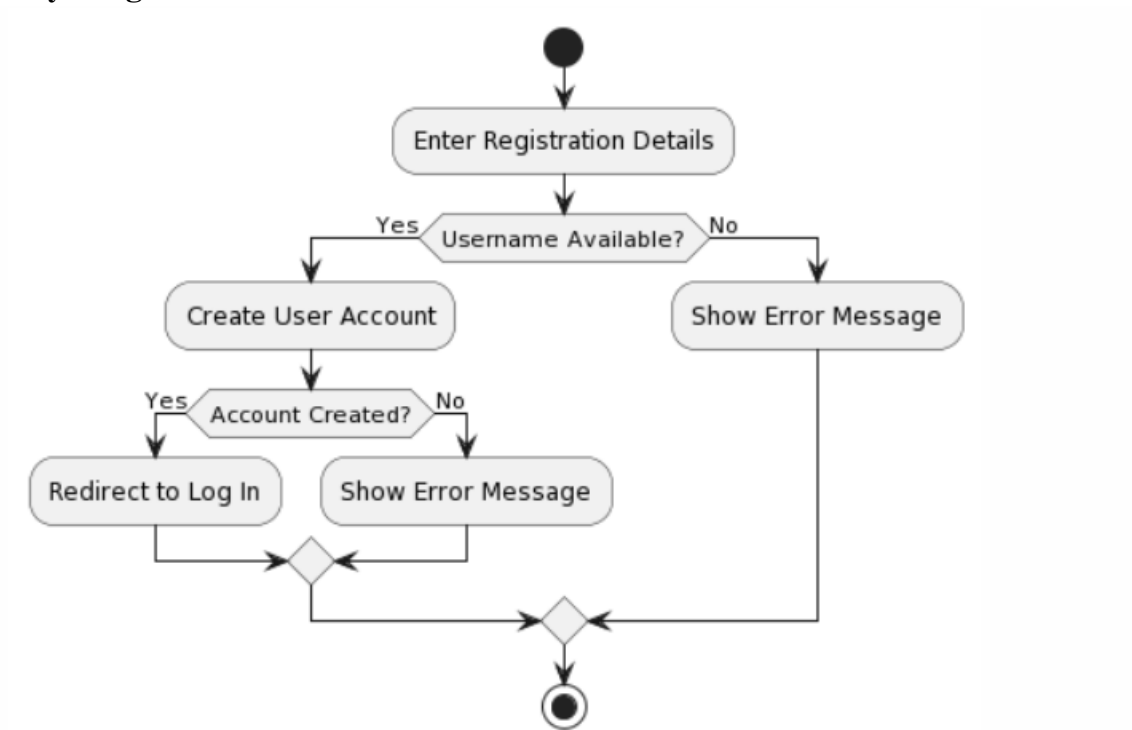 Enter Registration Details
Yes
Username Available?
No
Create User Account
Show Error Message
Yes
Account Created?
No
Redirect to Log In
Show Error Message